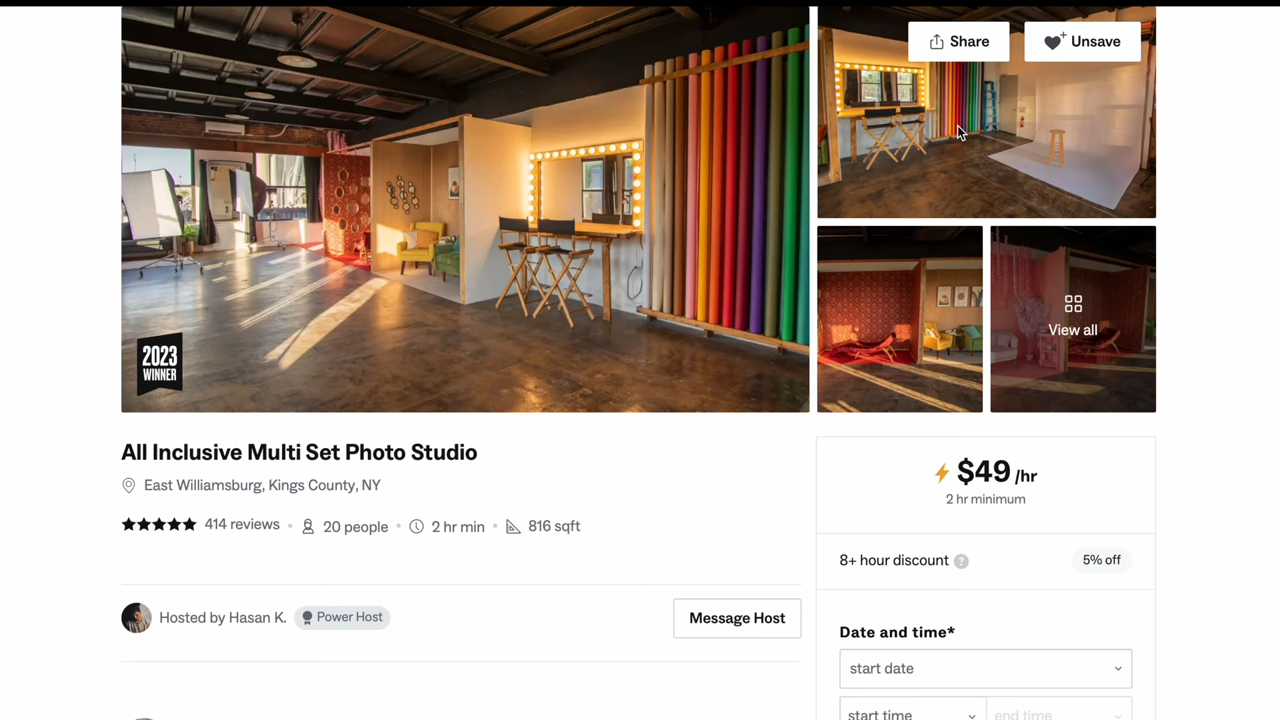 Share
Unsave
View all
2023
WINNER
All Inclusive Multi Set Photo Studio
East Williamsburg, Kings County, NY
414 reviews • 20 people • 2 hr min • 816 sqft
$49 /hr
2 hr minimum
8+ hour discount ? 5% off
Hosted by Hasan K. Power Host
Message Host
Date and time*
start date
start time end time